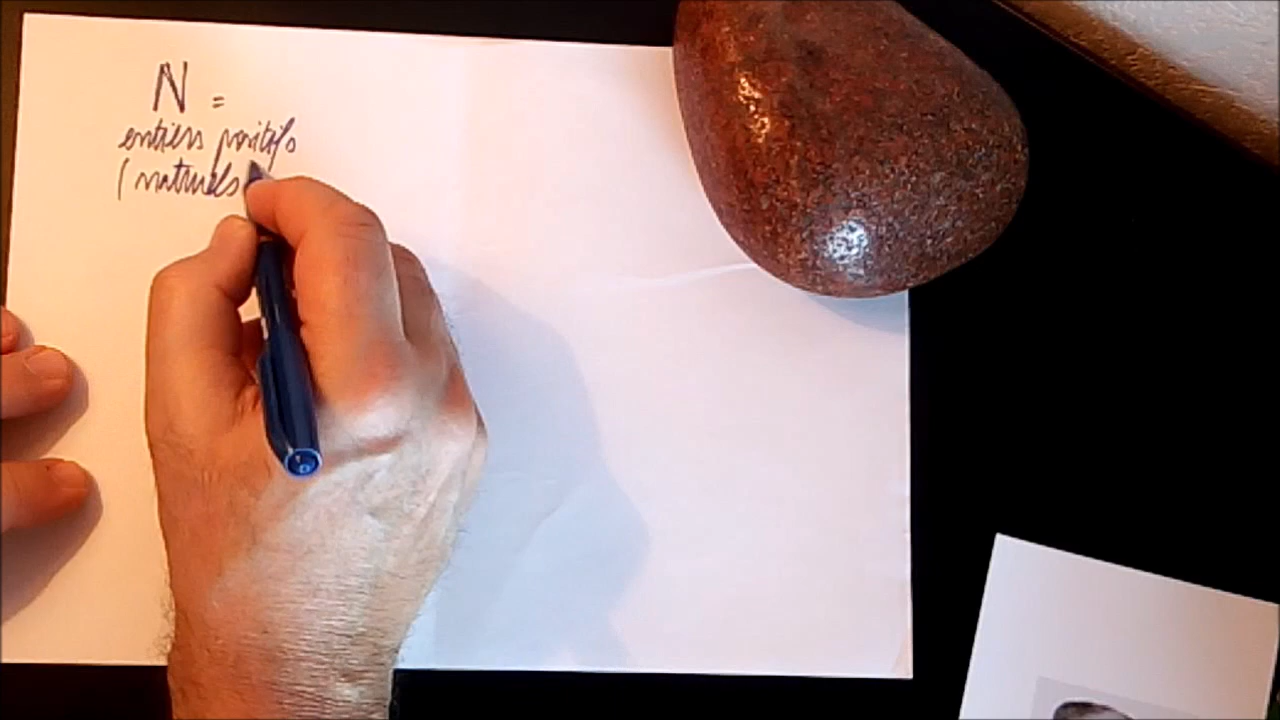 N =
entiers positifs
(naturels